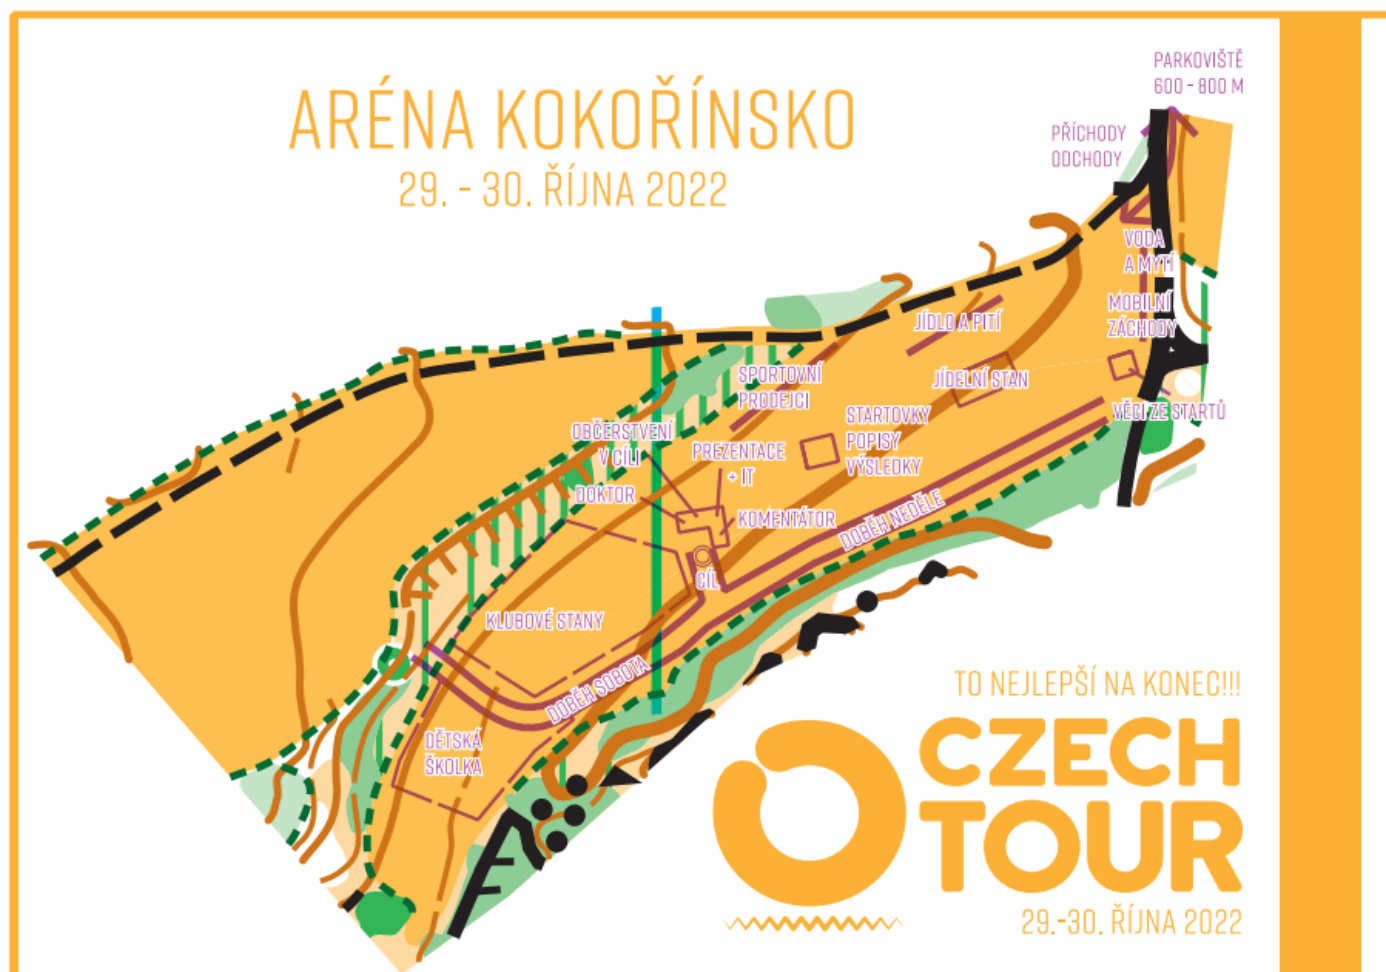 ARÉNA KOKOŘÍNSKO
29. - 30. ŘÍJNA 2022
PARKOVIŠTĚ
600 - 800 M
PŘÍCHODY
ODCHODY
VODA
A MYTÍ
MOBILNÍ
ZÁCHODY
JÍDLO A PITÍ
JÍDELNÍ STAN
SPORTOVNÍ
PRODEJCI
VĚCI ZE STARTŮ
STARTOVKY
POPISY
VÝSLEDKY
OBČERSTVENÍ
V CÍLI
PREZENTACE
+ IT
DOKTOR
KOMENTÁTOR
DOBĚH NEDĚLE
CÍL
KLUBOVÉ STANY
DOBĚH SOBOTA
DĚTSKÁ
ŠKOLKA
TO NEJLEPŠÍ NA KONEC!!!
CZECH
TOUR
29.-30. ŘÍJNA 2022